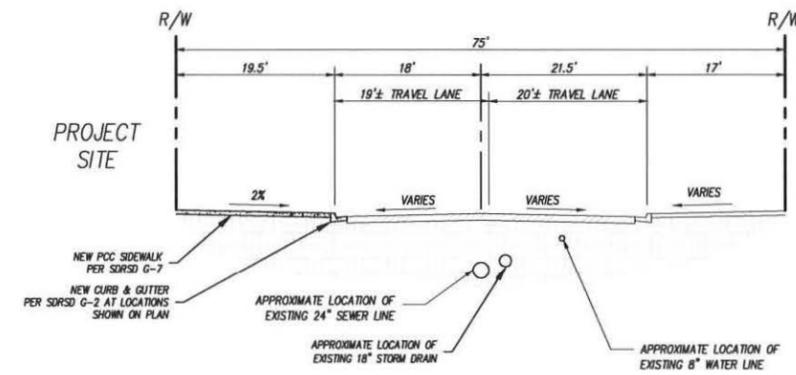 R/W
R/W
75'
19.5'
18'
21.5'
17'
19'± TRAVEL LANE
20'± TRAVEL LANE
PROJECT
SITE
2%
VARIES
VARIES
VARIES
NEW PCC SIDEWALK
PER SDRSD G-7
NEW CURB & GUTTER
PER SDRSD G-2 AT LOCATIONS
SHOWN ON PLAN
APPROXIMATE LOCATION OF
EXISTING 24" SEWER LINE
APPROXIMATE LOCATION OF
EXISTING 18" STORM DRAIN
APPROXIMATE LOCATION OF
EXISTING 8" WATER LINE